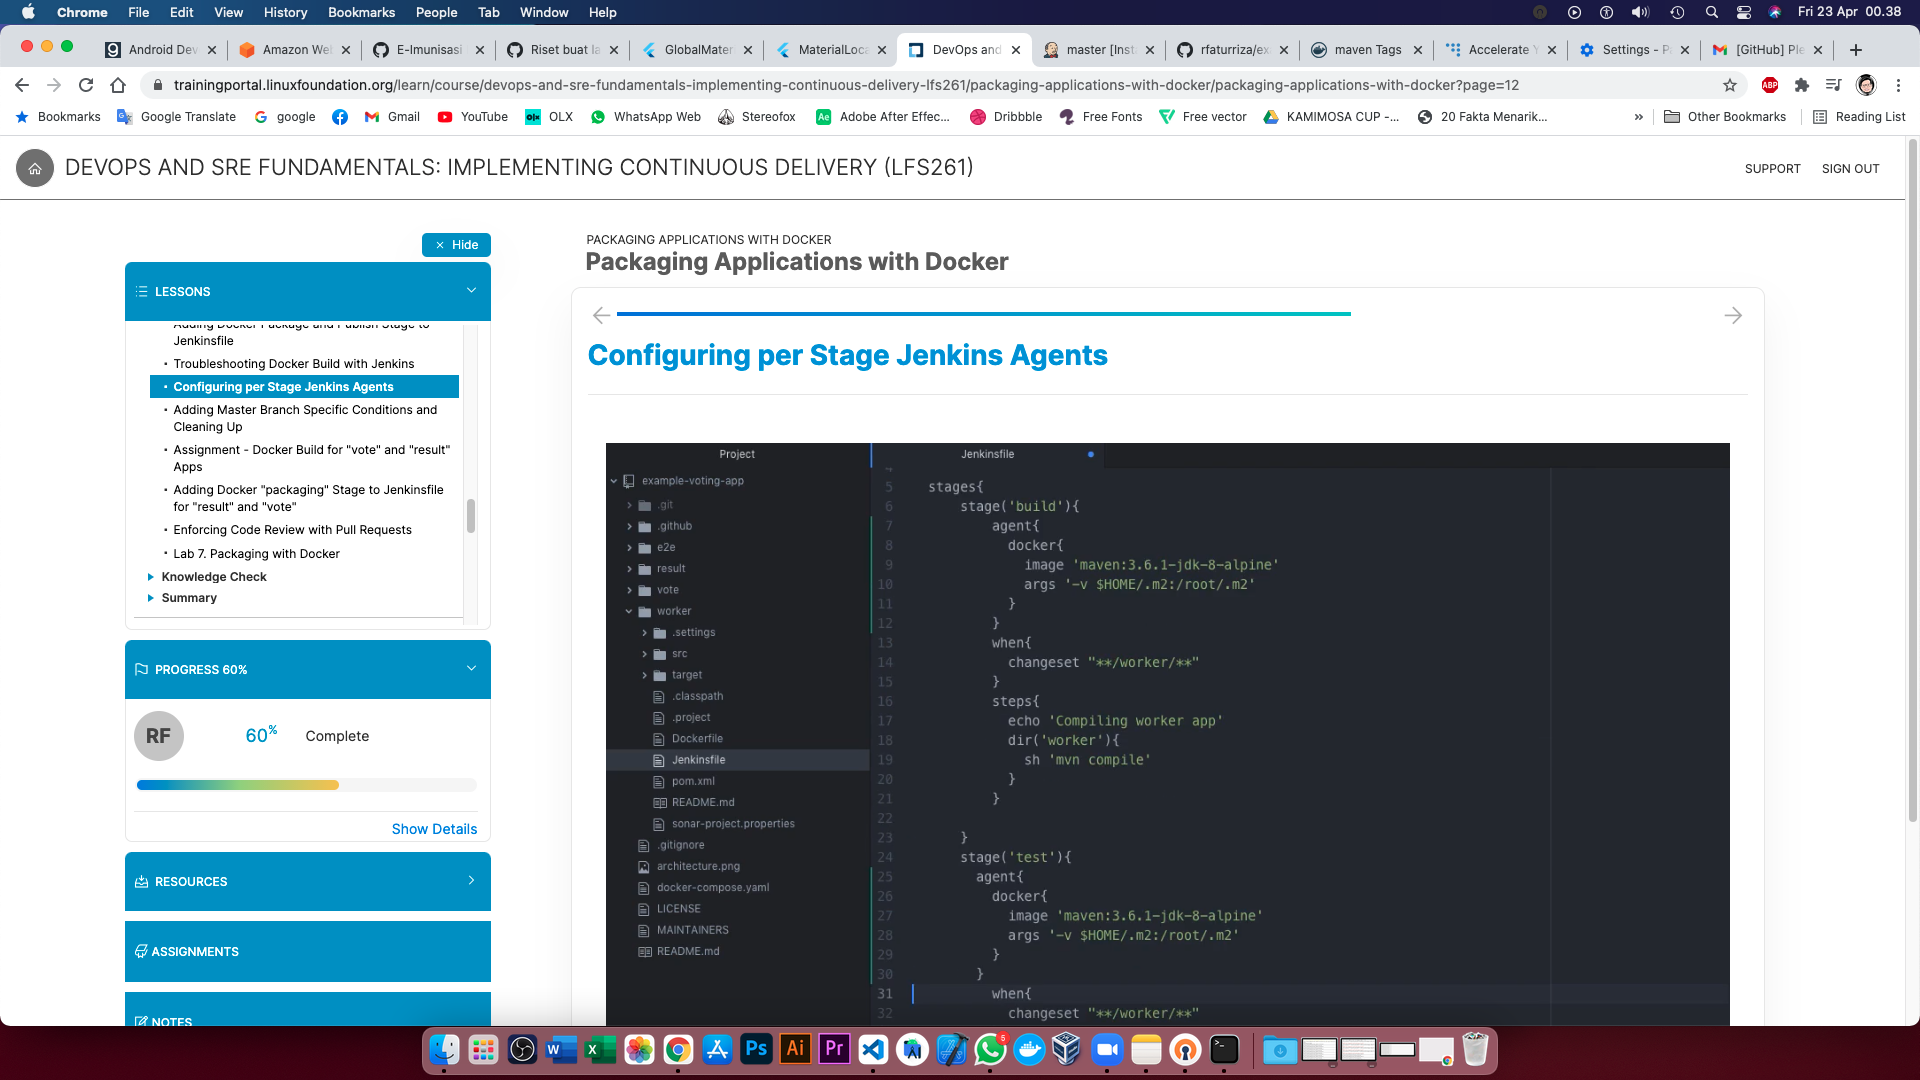 Chrome File Edit View History Bookmarks People Tab Window Help Fri 23 Apr 00.38
Android Dev Amazon We E-Imunisasi Riset buat la GlobalMater MaterialLoca DevOps and master [Inst rfaturriza/ex maven Tags Accelerate Y Settings - P [GitHub] Ple
trainingportal.linuxfoundation.org/learn/course/devops-and-sre-fundamentals-implementing-continuous-delivery-lfs261/packaging-applications-with-docker/packaging-applications-with-docker?page=12
ABP
Bookmarks Google Translate google Gmail YouTube OLX WhatsApp Web Stereofox Adobe After Effec... Dribbble Free Fonts Free vector KAMIMOSA CUP -... 20 Fakta Menarik... » Other Bookmarks Reading List
DEVOPS AND SRE FUNDAMENTALS: IMPLEMENTING CONTINUOUS DELIVERY (LFS261)
SUPPORT SIGN OUT
× Hide
LESSONS
Adding Docker Package and Publish Stage to
Jenkinsfile
Troubleshooting Docker Build with Jenkins
Configuring per Stage Jenkins Agents
Adding Master Branch Specific Conditions and
Cleaning Up
Assignment - Docker Build for "vote" and "result"
Apps
Adding Docker "packaging" Stage to Jenkinsfile
for "result" and "vote"
Enforcing Code Review with Pull Requests
Lab 7. Packaging with Docker
Knowledge Check
Summary
PROGRESS 60%
RF 60% Complete
Show Details
RESOURCES
ASSIGNMENTS
NOTES
PACKAGING APPLICATIONS WITH DOCKER
Packaging Applications with Docker
Configuring per Stage Jenkins Agents
Project
example-voting-app
.git
.github
e2e
result
vote
worker
.settings
src
target
.classpath
.project
Dockerfile
Jenkinsfile
pom.xml
README.md
sonar-project.properties
.gitignore
architecture.png
docker-compose.yaml
LICENSE
MAINTAINERS
README.md
Jenkinsfile
4
5 stages{
6 stage('build'){
7 agent{
8 docker{
9 image 'maven:3.6.1-jdk-8-alpine'
10 args '-v $HOME/.m2:/root/.m2'
11 }
12 }
13 when{
14 changeset "**/worker/**"
15 }
16 steps{
17 echo 'Compiling worker app'
18 dir('worker'){
19 sh 'mvn compile'
20 }
21 }
22
23 }
24 stage('test'){
25 agent{
26 docker{
27 image 'maven:3.6.1-jdk-8-alpine'
28 args '-v $HOME/.m2:/root/.m2'
29 }
30 }
31 when{
32 changeset "**/worker/**"
W X Ps Ai Pr 5